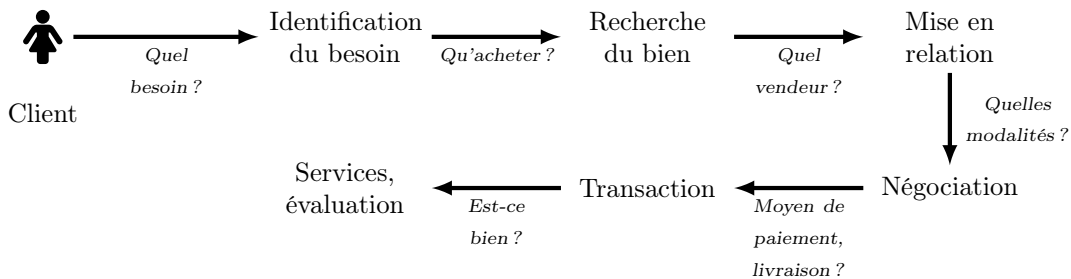 Client
Quel
besoin ?
Identification
du besoin
Qu'acheter ?
Recherche
du bien
Quel
vendeur ?
Mise en
relation
Quelles
modalités ?
Négociation
Moyen de
paiement,
livraison ?
Transaction
Est-ce
bien ?
Services,
évaluation